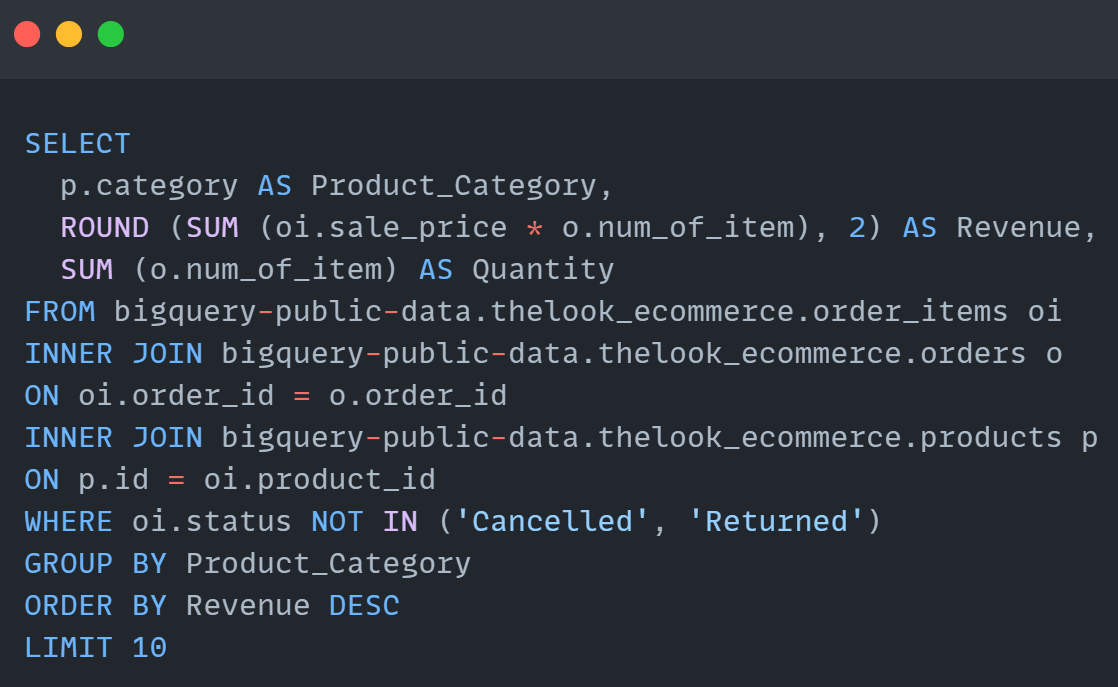 SELECT
  p.category AS Product_Category,
  ROUND (SUM (oi.sale_price * o.num_of_item), 2) AS Revenue,
  SUM (o.num_of_item) AS Quantity
FROM bigquery-public-data.thelook_ecommerce.order_items oi
INNER JOIN bigquery-public-data.thelook_ecommerce.orders o
ON oi.order_id = o.order_id
INNER JOIN bigquery-public-data.thelook_ecommerce.products p
ON p.id = oi.product_id
WHERE oi.status NOT IN ('Cancelled', 'Returned')
GROUP BY Product_Category
ORDER BY Revenue DESC
LIMIT 10